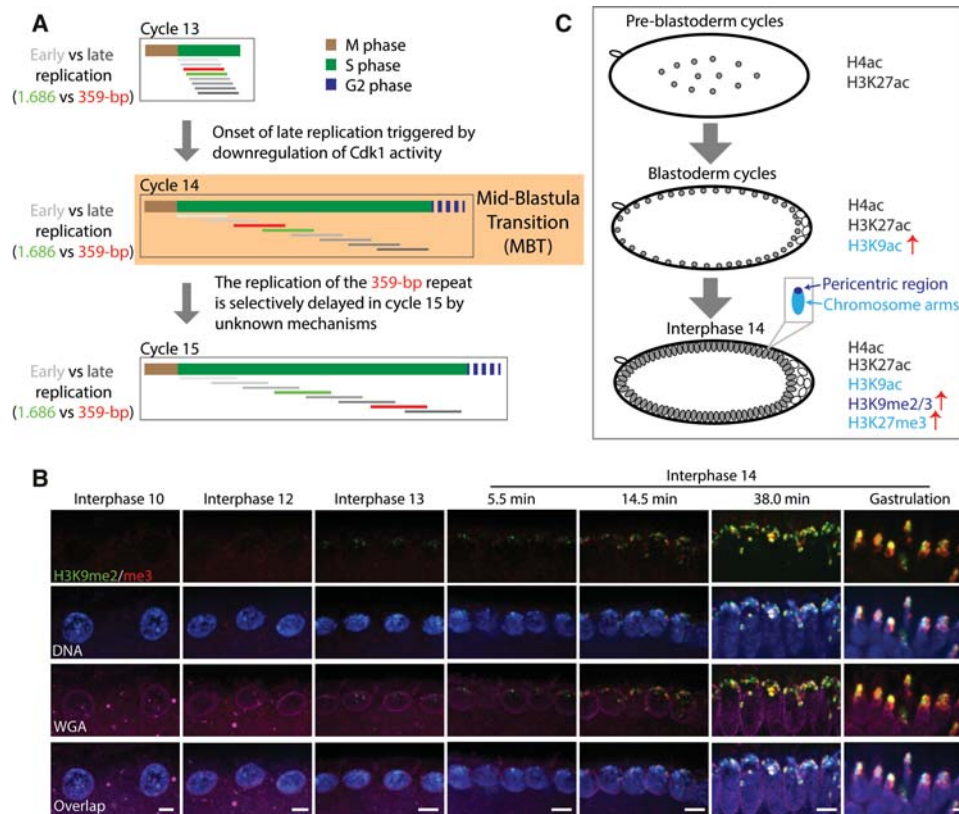 A
Cycle 13
Early vs late
replication
(1.686 vs 359-bp)
M phase
S phase
G2 phase
Onset of late replication triggered by
downregulation of Cdk1 activity
Cycle 14
Early vs late
replication
(1.686 vs 359-bp)
Mid-Blastula
Transition
(MBT)
The replication of the 359-bp repeat
is selectively delayed in cycle 15 by
unknown mechanisms
Cycle 15
Early vs late
replication
(1.686 vs 359-bp)
C
Pre-blastoderm cycles
H4ac
H3K27ac
Blastoderm cycles
H4ac
H3K27ac
H3K9ac
Pericentric region
Chromosome arms
Interphase 14
H4ac
H3K27ac
H3K9ac
H3K9me2/3
H3K27me3
B
Interphase 14
Interphase 10 Interphase 12 Interphase 13 5.5 min 14.5 min 38.0 min Gastrulation
H3K9me2/me3
DNA
WGA
Overlap